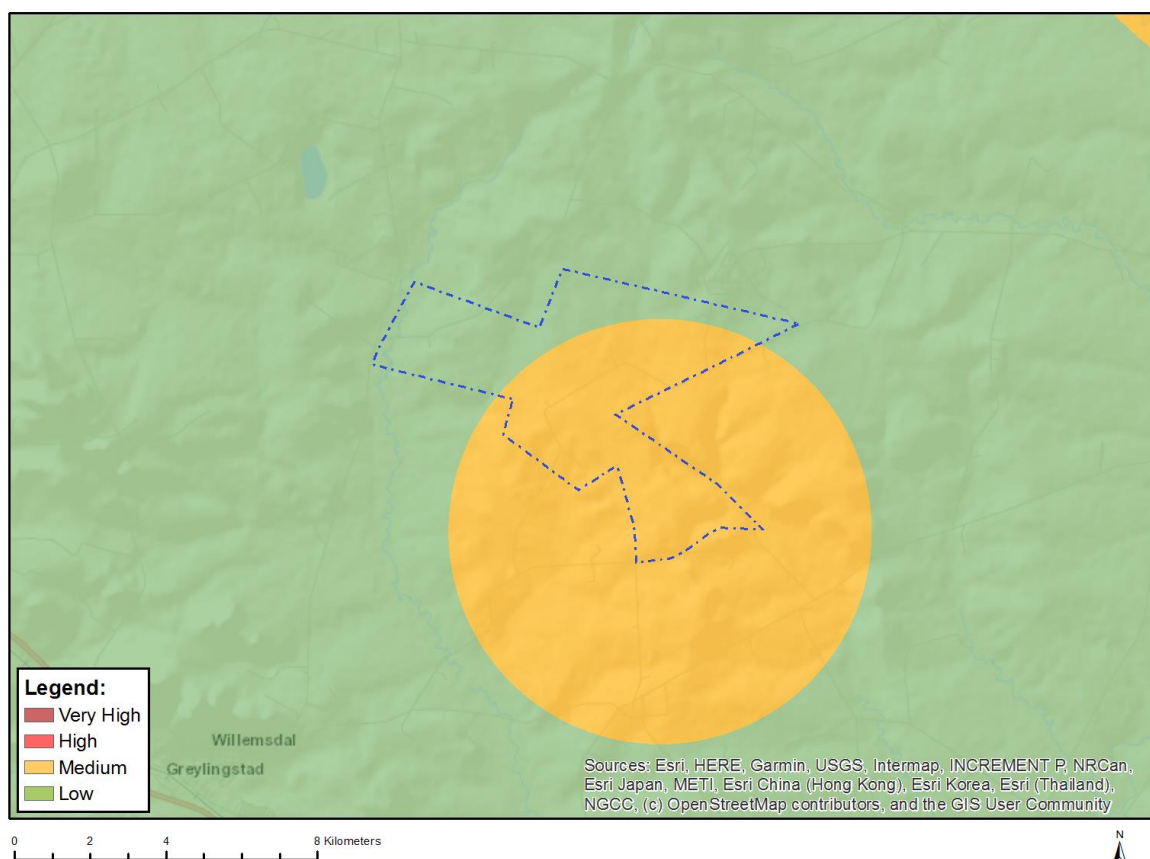 Legend:
Very High
High
Medium
Low
Willemsdal
Greylingstad
Sources: Esri, HERE, Garmin, USGS, Intermap, INCREMENT P, NRCan,
Esri Japan, METI, Esri China (Hong Kong), Esri Korea, Esri (Thailand),
NGCC, (c) OpenStreetMap contributors, and the GIS User Community
0 2 4 8 Kilometers
N